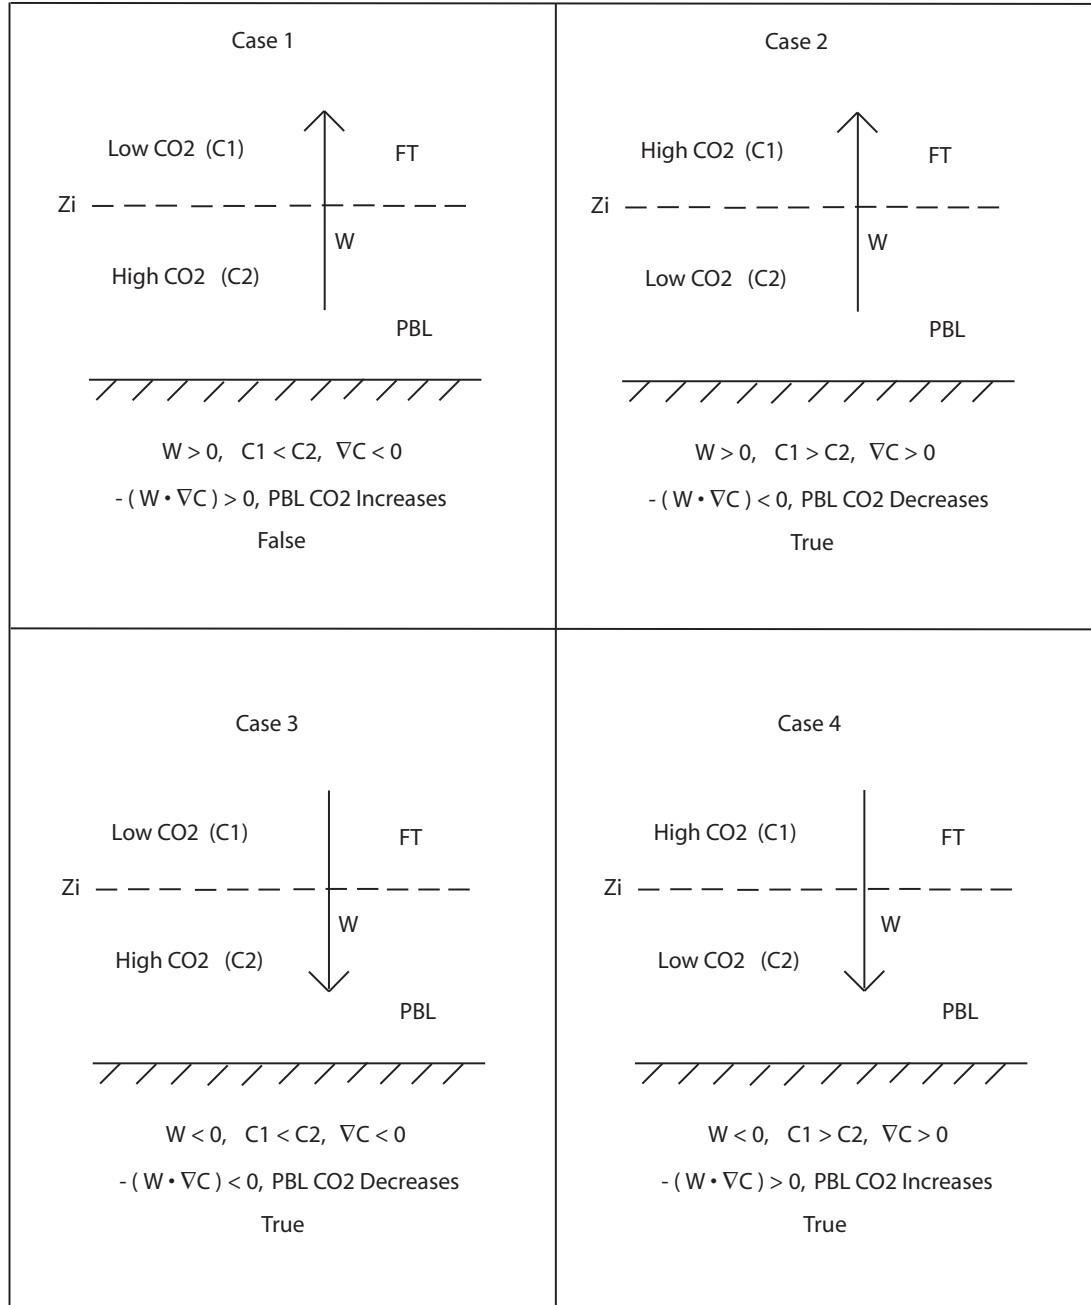 Case 1
Low CO2 (C1)
FT
Zi
W
High CO2 (C2)
PBL
W > 0, C1 < C2, ∇C < 0
- ( W • ∇C ) > 0, PBL CO2 Increases
False
Case 2
High CO2 (C1)
FT
Zi
W
Low CO2 (C2)
PBL
W > 0, C1 > C2, ∇C > 0
- ( W • ∇C ) < 0, PBL CO2 Decreases
True
Case 3
Low CO2 (C1)
FT
Zi
W
High CO2 (C2)
PBL
W < 0, C1 < C2, ∇C < 0
- ( W • ∇C ) < 0, PBL CO2 Decreases
True
Case 4
High CO2 (C1)
FT
Zi
W
Low CO2 (C2)
PBL
W < 0, C1 > C2, ∇C > 0
- ( W • ∇C ) > 0, PBL CO2 Increases
True